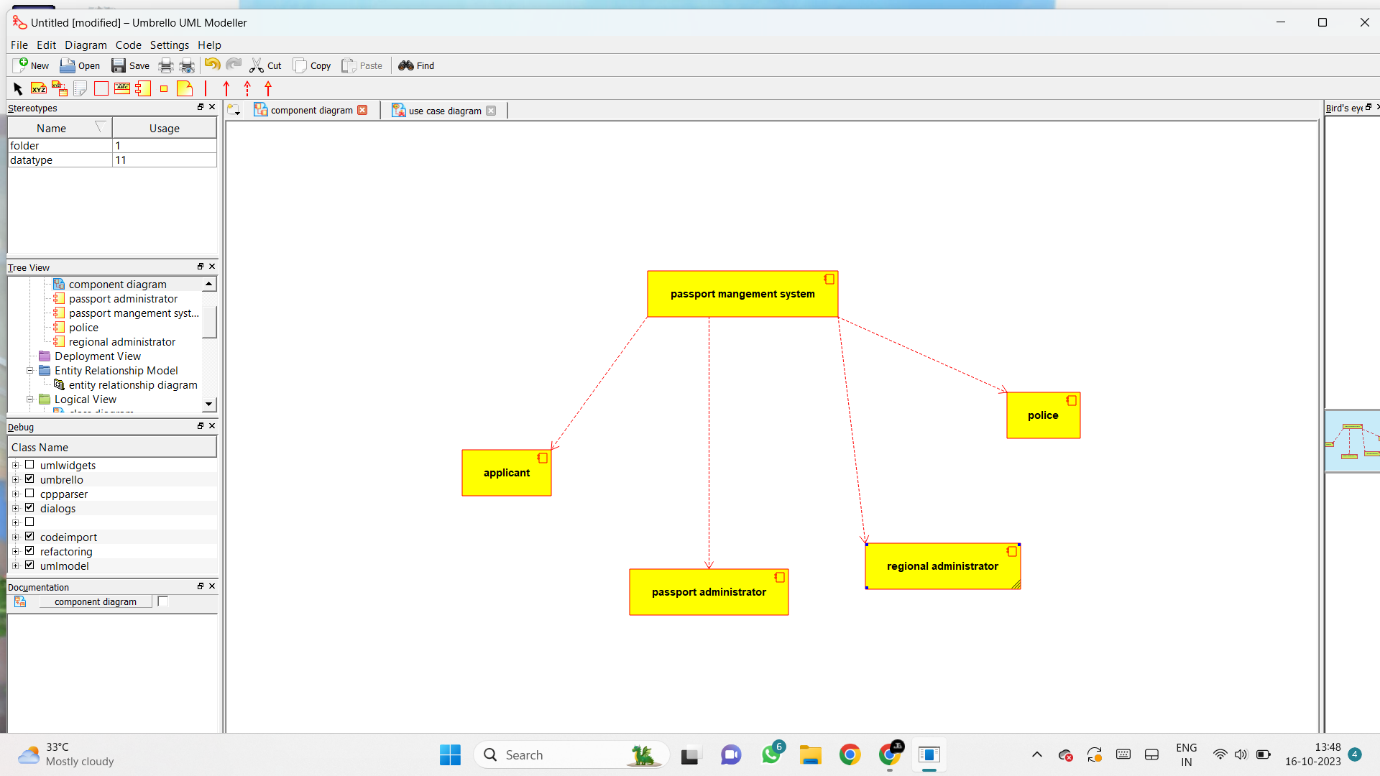 Untitled [modified] – Umbrello UML Modeller
File Edit Diagram Code Settings Help
New Open Save Cut Copy Paste Find
Stereotypes
Name Usage
folder 1
datatype 11
component diagram
use case diagram
Bird's eye
Tree View
component diagram
passport administrator
passport mangement syst...
police
regional administrator
Deployment View
Entity Relationship Model
entity relationship diagram
Logical View
class diagram
Debug
Class Name
umlwidgets
umbrello
cppparser
dialogs
codeimport
refactoring
umlmodel
Documentation
component diagram
passport mangement system
police
applicant
regional administrator
passport administrator
33°C
Mostly cloudy
Search
6
ENG
IN
13:48
16-10-2023
4